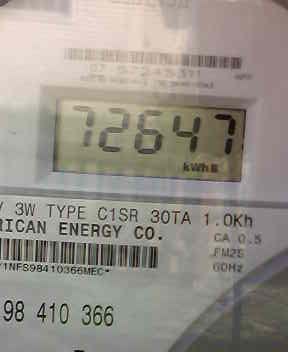 72647
kWh
3W TYPE C1SR 30TA 1.0Kh
RICAN ENERGY CO.
CA 0.5
FM2S
60Hz
1NFS98410366MEC*
98 410 366